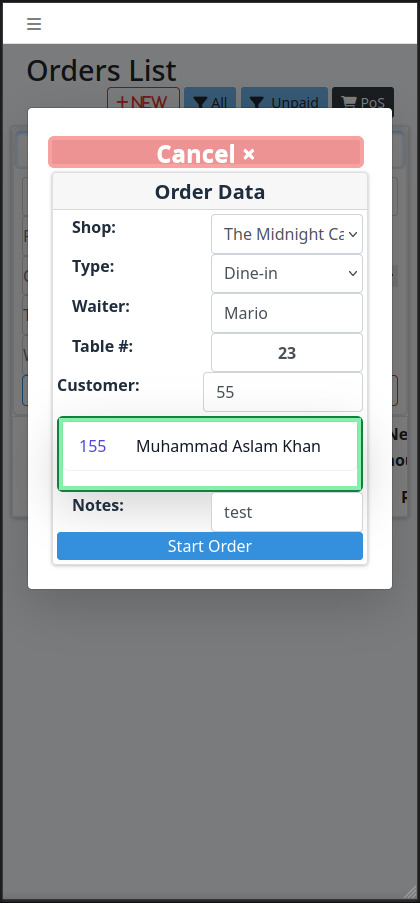 Orders List
+NEW All Unpaid PoS
Cancel ×
Order Data
Shop: The Midnight Ca
Type: Dine-in
Waiter: Mario
Table #: 23
Customer: 55
155 Muhammad Aslam Khan
Notes: test
Start Order